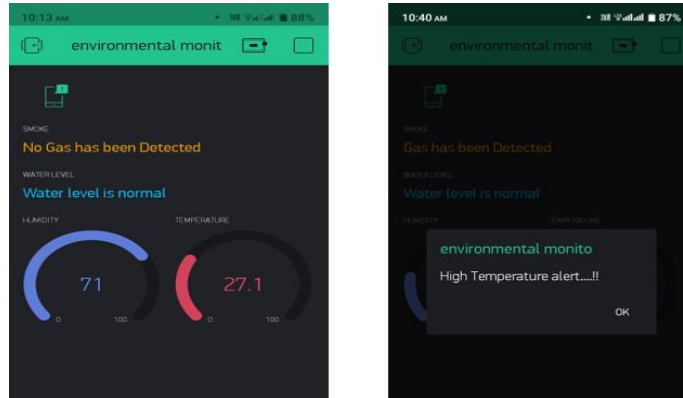 10:13 AM
88%
environmental monit
SMOKE
No Gas has been Detected
WATER LEVEL
Water level is normal
HUMIDITY
TEMPERATURE
71
27.1
0
100
0
100
10:40 AM
87%
environmental monit
SMOKE
Gas has been Detected
WATER LEVEL
Water level is normal
HUMIDITY
TEMPERATURE
environmental monito
High Temperature alert....!!
OK